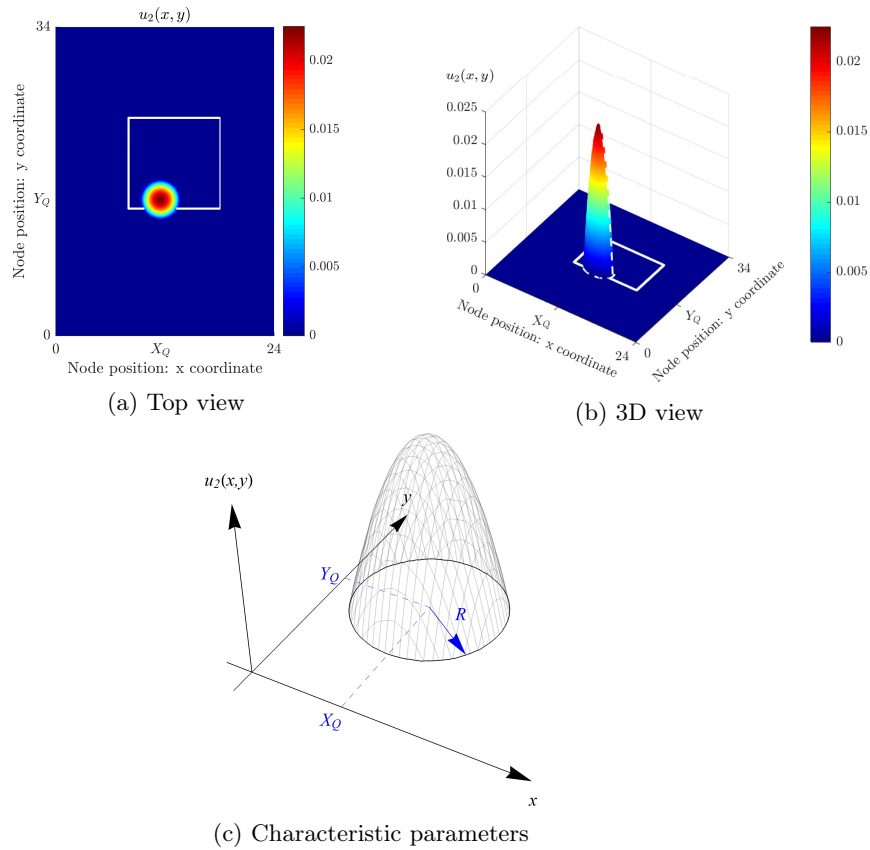 u₂(x, y)
34
Y_Q
0
0
X_Q
24
Node position: x coordinate
Node position: y coordinate
0.02
0.015
0.01
0.005
0
(a) Top view
u₂(x, y)
0.025
0.02
0.015
0.01
0.005
0
0
X_Q
24
Node position: x coordinate
0
Y_Q
34
Node position: y coordinate
0.02
0.015
0.01
0.005
0
(b) 3D view
u₂(x,y)
y
Y_Q
R
X_Q
x
(c) Characteristic parameters